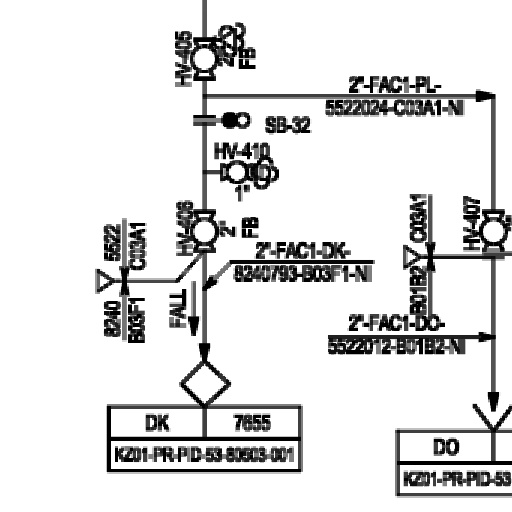 HV-405
FB
2"-FAC1-PL-
5522024-C03A1-NI
SB-32
HV-410
1"
HV-406
2"
FB
HV-407
5522
C03A1
8240
B03F1
C03A1
B01B2
2"-FAC1-DK-
8240793-B03F1-NI
FALL
2"-FAC1-DO-
5522012-B01B2-NI
DK
7655
KZ01-PR-PID-53-80603-001
DO
KZ01-PR-PID-53